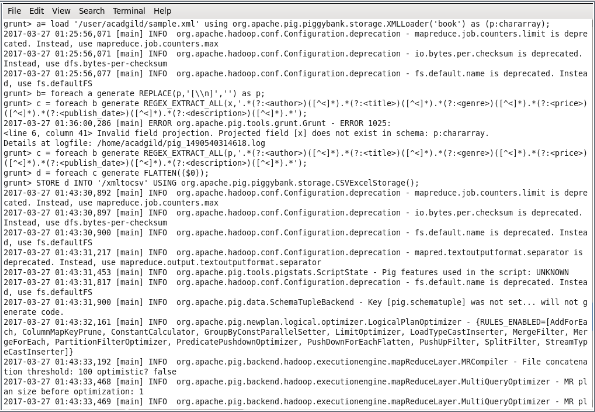 File Edit View Search Terminal Help
grunt> a= load '/user/acadgild/sample.xml' using org.apache.pig.piggybank.storage.XMLLoader('book') as (p:chararray);
2017-03-27 01:25:56,071 [main] INFO  org.apache.hadoop.conf.Configuration.deprecation - mapreduce.job.counters.limit is depre
cated. Instead, use mapreduce.job.counters.max
2017-03-27 01:25:56,071 [main] INFO  org.apache.hadoop.conf.Configuration.deprecation - io.bytes.per.checksum is deprecated.
Instead, use dfs.bytes-per-checksum
2017-03-27 01:25:56,077 [main] INFO  org.apache.hadoop.conf.Configuration.deprecation - fs.default.name is deprecated. Instea
d, use fs.defaultFS
grunt> b= foreach a generate REPLACE(p,'[\\n]','') as p;
grunt> c = foreach b generate REGEX_EXTRACT_ALL(x,'.*(?:<author>)([^<]*).*(?:<title>)([^<]*).*(?:<genre>)([^<]*).*(?:<price>)
([^<]*).*(?:<publish_date>)([^<]*).*(?:<description>)([^<]*).*');
2017-03-27 01:36:00,286 [main] ERROR org.apache.pig.tools.grunt.Grunt - ERROR 1025:
<line 6, column 41> Invalid field projection. Projected field [x] does not exist in schema: p:chararray.
Details at logfile: /home/acadgild/pig_1490540314618.log
grunt> c = foreach b generate REGEX_EXTRACT_ALL(p,'.*(?:<author>)([^<]*).*(?:<title>)([^<]*).*(?:<genre>)([^<]*).*(?:<price>)
([^<]*).*(?:<publish_date>)([^<]*).*(?:<description>)([^<]*).*');
grunt> d = foreach c generate FLATTEN(($0));
grunt> STORE d INTO '/xmltocsv' USING org.apache.pig.piggybank.storage.CSVExcelStorage();
2017-03-27 01:43:30,892 [main] INFO  org.apache.hadoop.conf.Configuration.deprecation - mapreduce.job.counters.limit is depre
cated. Instead, use mapreduce.job.counters.max
2017-03-27 01:43:30,897 [main] INFO  org.apache.hadoop.conf.Configuration.deprecation - io.bytes.per.checksum is deprecated.
Instead, use dfs.bytes-per-checksum
2017-03-27 01:43:30,900 [main] INFO  org.apache.hadoop.conf.Configuration.deprecation - fs.default.name is deprecated. Instea
d, use fs.defaultFS
2017-03-27 01:43:31,217 [main] INFO  org.apache.hadoop.conf.Configuration.deprecation - mapred.textoutputformat.separator is
deprecated. Instead, use mapreduce.output.textoutputformat.separator
2017-03-27 01:43:31,453 [main] INFO  org.apache.pig.tools.pigstats.ScriptState - Pig features used in the script: UNKNOWN
2017-03-27 01:43:31,817 [main] INFO  org.apache.hadoop.conf.Configuration.deprecation - fs.default.name is deprecated. Instea
d, use fs.defaultFS
2017-03-27 01:43:31,900 [main] INFO  org.apache.pig.data.SchemaTupleBackend - Key [pig.schematuple] was not set... will not g
enerate code.
2017-03-27 01:43:32,161 [main] INFO  org.apache.pig.newplan.logical.optimizer.LogicalPlanOptimizer - {RULES_ENABLED=[AddForEa
ch, ColumnMapKeyPrune, ConstantCalculator, GroupByConstParallelSetter, LimitOptimizer, LoadTypeCastInserter, MergeFilter, Mer
geForEach, PartitionFilterOptimizer, PredicatePushdownOptimizer, PushDownForEachFlatten, PushUpFilter, SplitFilter, StreamTyp
eCastInserter]}
2017-03-27 01:43:33,192 [main] INFO  org.apache.pig.backend.hadoop.executionengine.mapReduceLayer.MRCompiler - File concatena
tion threshold: 100 optimistic? false
2017-03-27 01:43:33,468 [main] INFO  org.apache.pig.backend.hadoop.executionengine.mapReduceLayer.MultiQueryOptimizer - MR pl
an size before optimization: 1
2017-03-27 01:43:33,469 [main] INFO  org.apache.pig.backend.hadoop.executionengine.mapReduceLayer.MultiQueryOptimizer - MR pl